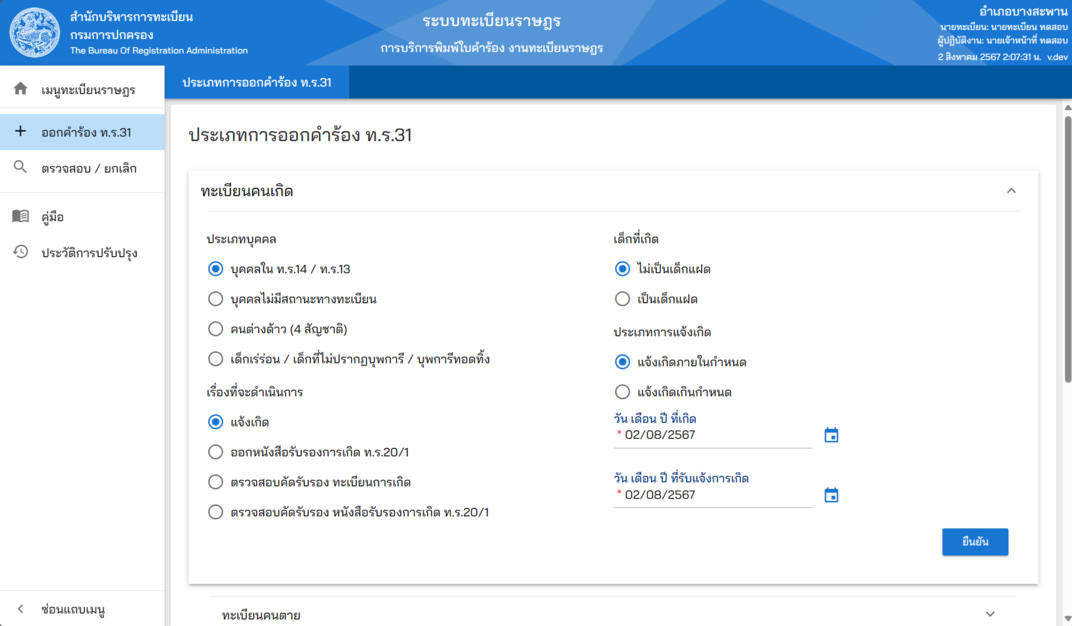 สำนักบริหารการทะเบียน
กรมการปกครอง
The Bureau Of Registration Administration
ระบบทะเบียนราษฎร
การบริการพิมพ์ใบคำร้อง งานทะเบียนราษฎร
อำเภอบางสะพาน
นายทะเบียน: นายทะเบียน ทดสอบ
ผู้ปฏิบัติงาน: นายเจ้าหน้าที่ ทดสอบ
2 สิงหาคม 2567 2:07:31 น. v.dev
เมนูทะเบียนราษฎร
ออกคำร้อง ท.ร.31
ตรวจสอบ / ยกเลิก
คู่มือ
ประวัติการปรับปรุง
ซ่อนแถบเมนู
ประเภทการออกคำร้อง ท.ร.31
ประเภทการออกคำร้อง ท.ร.31
ทะเบียนคนเกิด
ประเภทบุคคล
บุคคลใน ท.ร.14 / ท.ร.13
บุคคลไม่มีสถานะทางทะเบียน
คนต่างด้าว (4 สัญชาติ)
เด็กเร่ร่อน / เด็กที่ไม่ปรากฏบุพการี / บุพการีทอดทิ้ง
เรื่องที่จะดำเนินการ
แจ้งเกิด
ออกหนังสือรับรองการเกิด ท.ร.20/1
ตรวจสอบคัดรับรอง ทะเบียนการเกิด
ตรวจสอบคัดรับรอง หนังสือรับรองการเกิด ท.ร.20/1
เด็กที่เกิด
ไม่เป็นเด็กแฝด
เป็นเด็กแฝด
ประเภทการแจ้งเกิด
แจ้งเกิดภายในกำหนด
แจ้งเกิดเกินกำหนด
วัน เดือน ปี ที่เกิด
* 02/08/2567
วัน เดือน ปี ที่รับแจ้งการเกิด
* 02/08/2567
ยืนยัน
ทะเบียนคนตาย